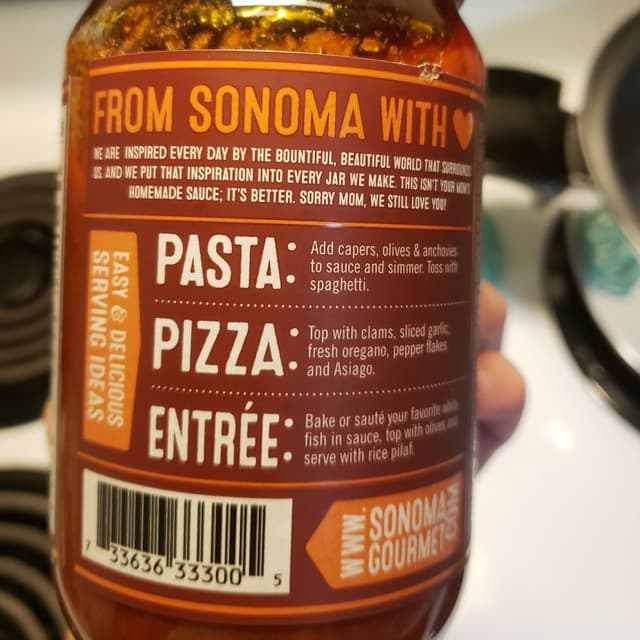 FROM SONOMA WITH
WE ARE INSPIRED EVERY DAY BY THE BOUNTIFUL, BEAUTIFUL WORLD THAT SURROUNDS
US. AND WE PUT THAT INSPIRATION INTO EVERY JAR WE MAKE. THIS ISN'T YOUR MOM'S
HOMEMADE SAUCE; IT'S BETTER. SORRY MOM, WE STILL LOVE YOU!
EASY & DELICIOUS
SERVING IDEAS
PASTA:
Add capers, olives & anchovies
to sauce and simmer. Toss with
spaghetti.
PIZZA:
Top with clams, sliced garlic,
fresh oregano, pepper flakes
and Asiago.
ENTRÉE:
Bake or sauté your favorite white
fish in sauce, top with olives and
serve with rice pilaf.
7 33636 33300 5
WWW.
SONOMA
GOURMET
.COM